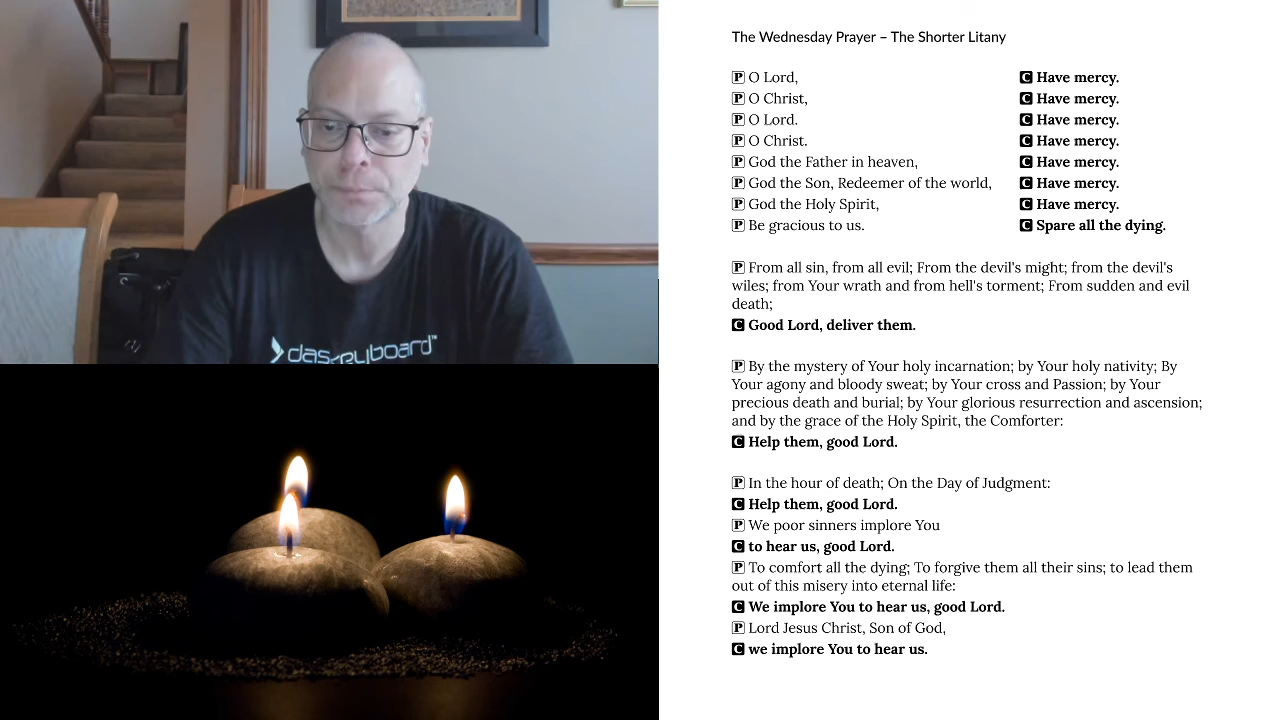 The Wednesday Prayer – The Shorter Litany
P O Lord, C Have mercy.
P O Christ, C Have mercy.
P O Lord. C Have mercy.
P O Christ. C Have mercy.
P God the Father in heaven, C Have mercy.
P God the Son, Redeemer of the world, C Have mercy.
P God the Holy Spirit, C Have mercy.
P Be gracious to us. C Spare all the dying.
P From all sin, from all evil; From the devil's might; from the devil's
wiles; from Your wrath and from hell's torment; From sudden and evil
death;
C Good Lord, deliver them.
P By the mystery of Your holy incarnation; by Your holy nativity; By
Your agony and bloody sweat; by Your cross and Passion; by Your
precious death and burial; by Your glorious resurrection and ascension;
and by the grace of the Holy Spirit, the Comforter:
C Help them, good Lord.
P In the hour of death; On the Day of Judgment:
C Help them, good Lord.
P We poor sinners implore You
C to hear us, good Lord.
P To comfort all the dying; To forgive them all their sins; to lead them
out of this misery into eternal life:
C We implore You to hear us, good Lord.
P Lord Jesus Christ, Son of God,
C we implore You to hear us.
daskeyboard™